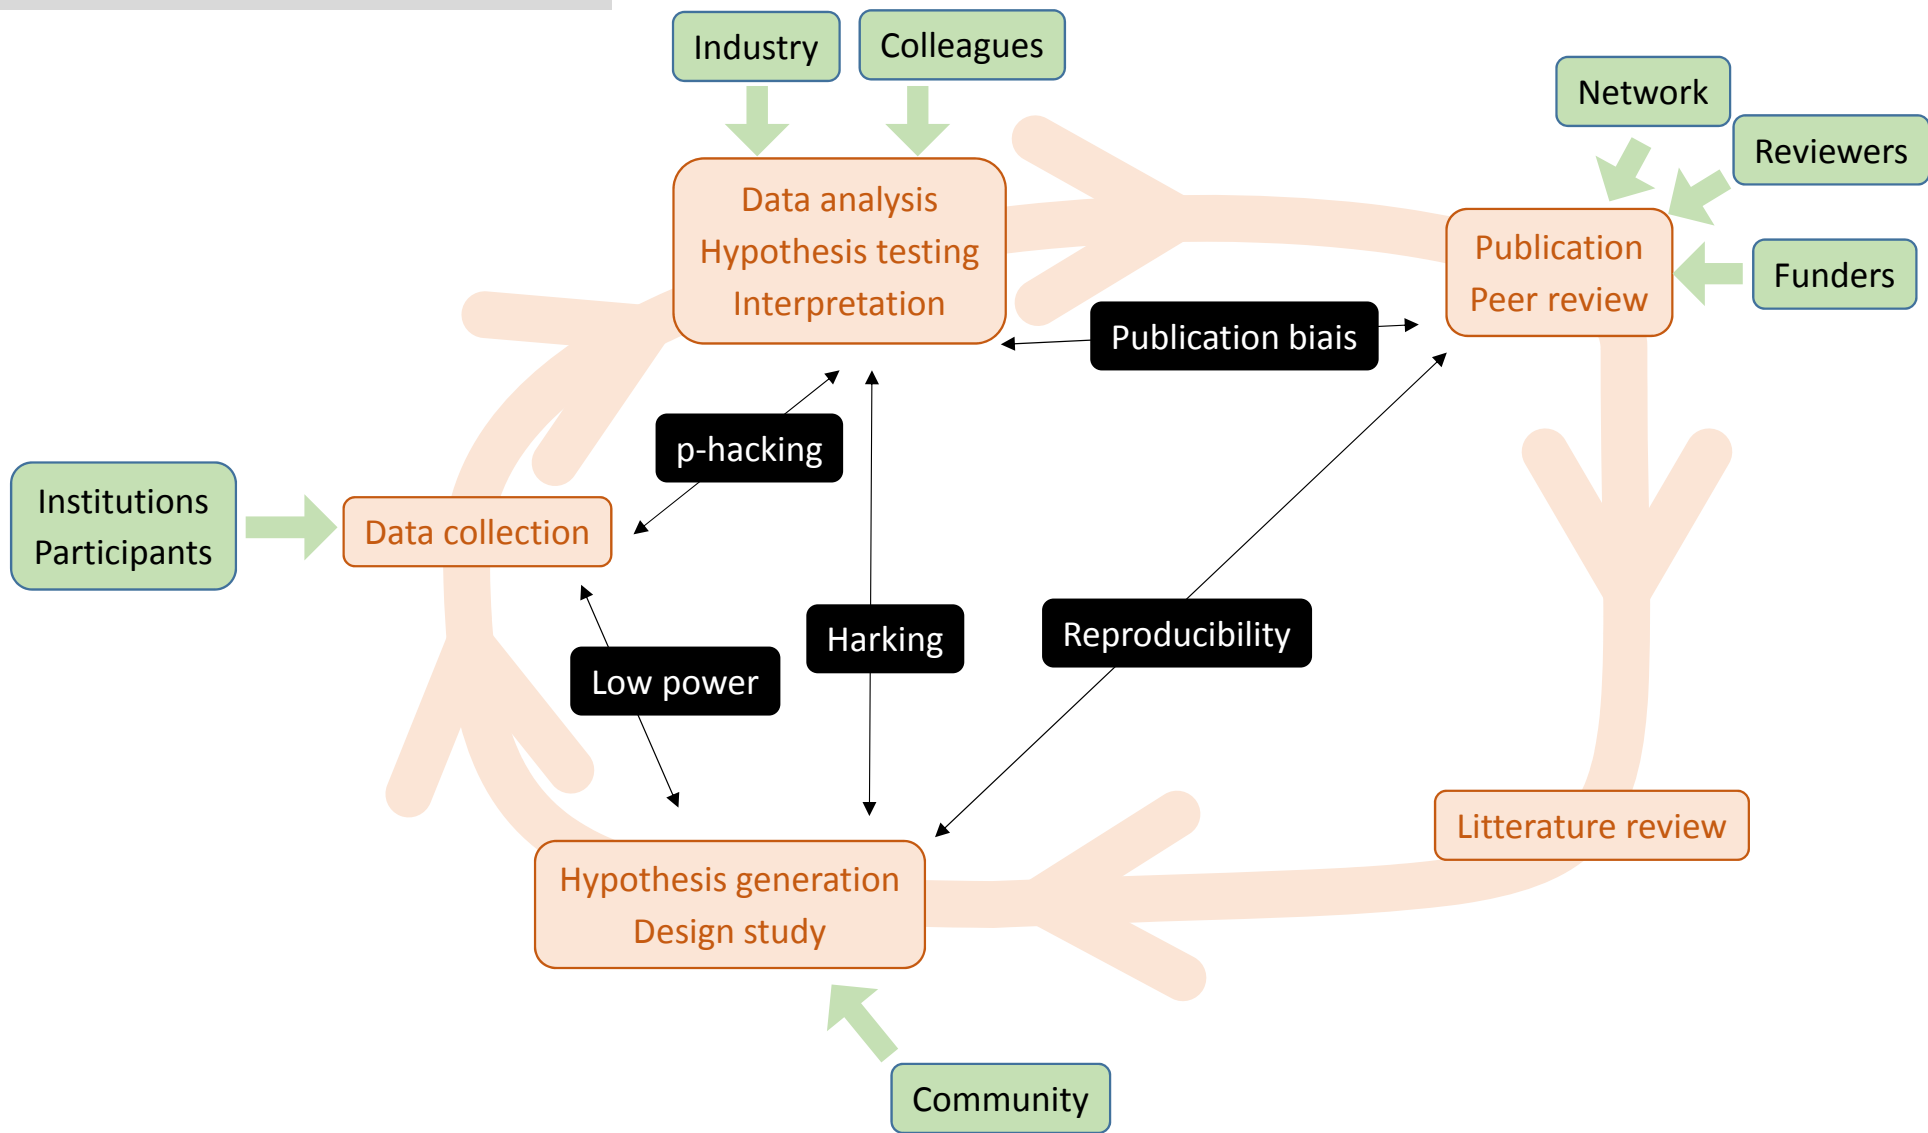 Industry
Colleagues
Network
Reviewers
Data analysis
Hypothesis testing
Interpretation
Publication
Peer review
Funders
Publication biais
p-hacking
Institutions
Participants
Data collection
Harking
Reproducibility
Low power
Litterature review
Hypothesis generation
Design study
Community